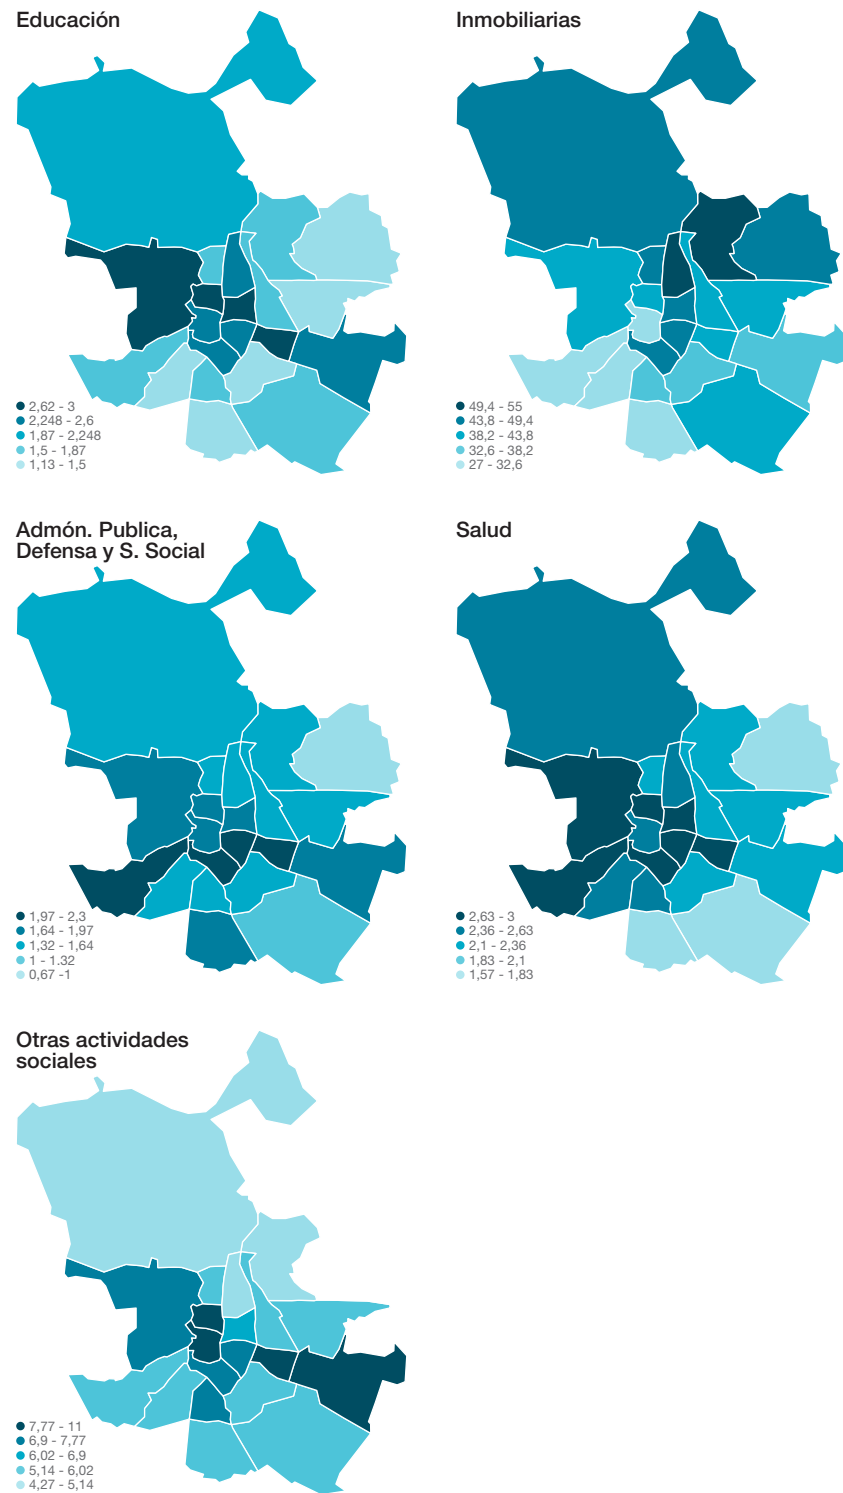 Educación
2,62 - 3
2,248 - 2,6
1,87 - 2,248
1,5 - 1,87
1,13 - 1,5
Inmobiliarias
49,4 - 55
43,8 - 49,4
38,2 - 43,8
32,6 - 38,2
27 - 32,6
Admón. Publica,
Defensa y S. Social
1,97 - 2,3
1,64 - 1,97
1,32 - 1,64
1 - 1.32
0,67 -1
Salud
2,63 - 3
2,36 - 2,63
2,1 - 2,36
1,83 - 2,1
1,57 - 1,83
Otras actividades
sociales
7,77 - 11
6,9 - 7,77
6,02 - 6,9
5,14 - 6,02
4,27 - 5,14